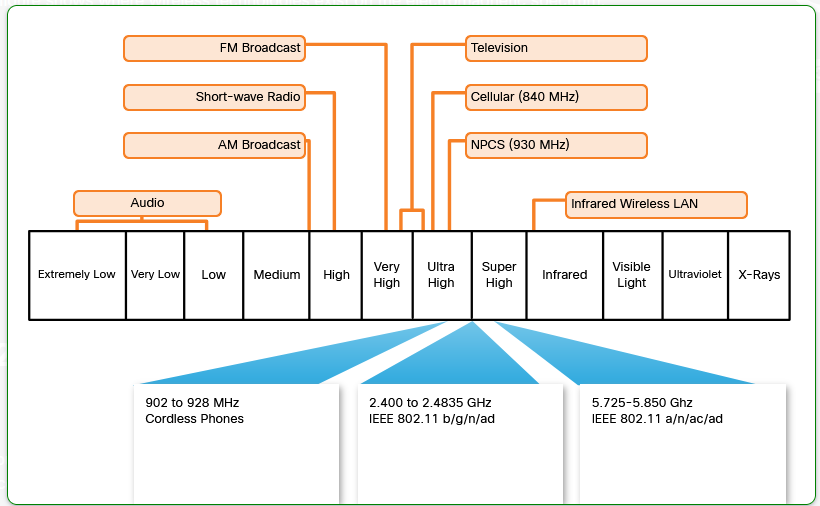 FM Broadcast
Television
Short-wave Radio
Cellular (840 MHz)
AM Broadcast
NPCS (930 MHz)
Audio
Infrared Wireless LAN
Extremely Low
Very Low
Low
Medium
High
Very
High
Ultra
High
Super
High
Infrared
Visible
Light
Ultraviolet
X-Rays
902 to 928 MHz
Cordless Phones
2.400 to 2.4835 GHz
IEEE 802.11 b/g/n/ad
5.725-5.850 Ghz
IEEE 802.11 a/n/ac/ad